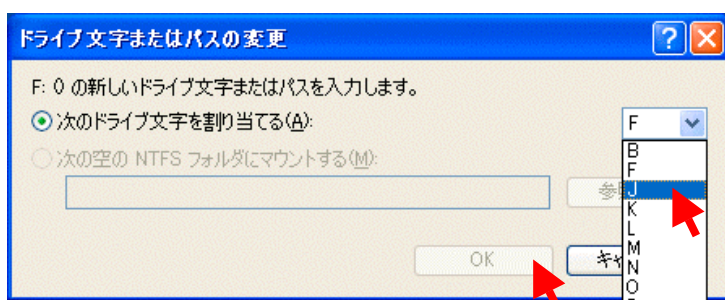 ドライブ文字またはパスの変更
F: 0 の新しいドライブ文字またはパスを入力します。
次のドライブ文字を割り当てる(A):
F
次の空の NTFS フォルダにマウントする(M):
B
F
J
K
L
M
N
O
参
OK
キャ